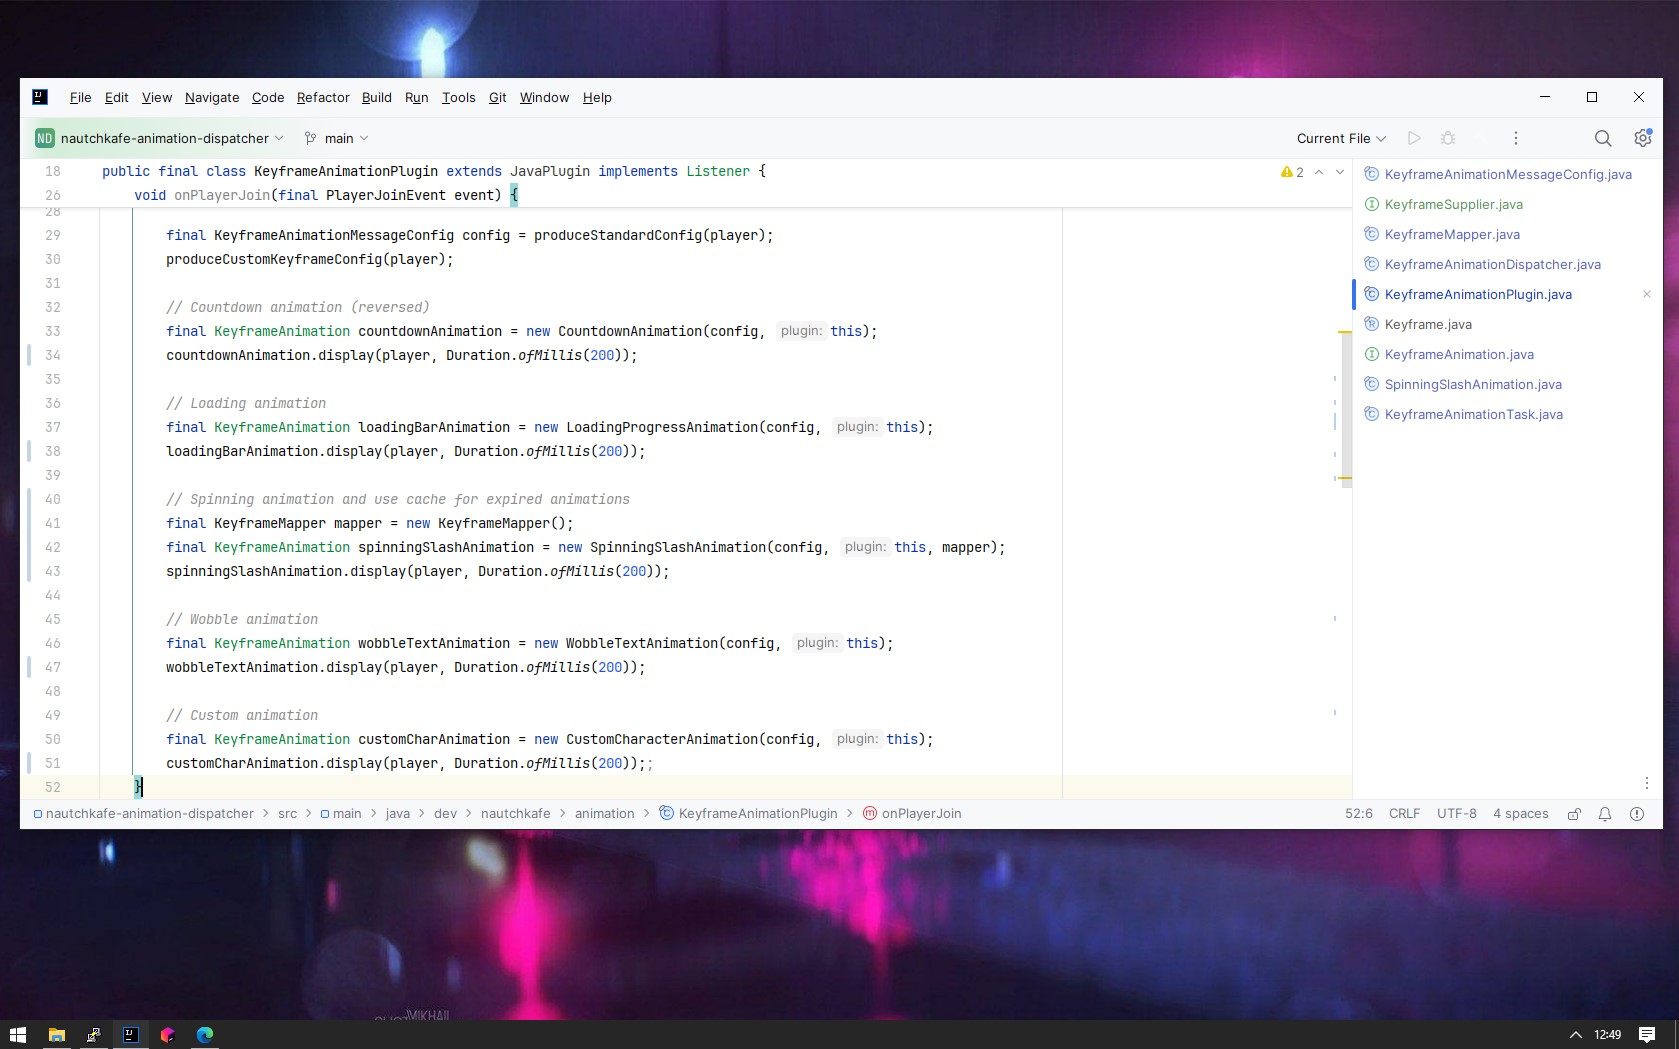 File Edit View Navigate Code Refactor Build Run Tools Git Window Help
ND nautchkafe-animation-dispatcher main Current File
18 public final class KeyframeAnimationPlugin extends JavaPlugin implements Listener {
26 void onPlayerJoin(final PlayerJoinEvent event) {
2
28
29 final KeyframeAnimationMessageConfig config = produceStandardConfig(player);
30 produceCustomKeyframeConfig(player);
31
32 // Countdown animation (reversed)
33 final KeyframeAnimation countdownAnimation = new CountdownAnimation(config, plugin: this);
34 countdownAnimation.display(player, Duration.ofMillis(200));
35
36 // Loading animation
37 final KeyframeAnimation loadingBarAnimation = new LoadingProgressAnimation(config, plugin: this);
38 loadingBarAnimation.display(player, Duration.ofMillis(200));
39
40 // Spinning animation and use cache for expired animations
41 final KeyframeMapper mapper = new KeyframeMapper();
42 final KeyframeAnimation spinningSlashAnimation = new SpinningSlashAnimation(config, plugin: this, mapper);
43 spinningSlashAnimation.display(player, Duration.ofMillis(200));
44
45 // Wobble animation
46 final KeyframeAnimation wobbleTextAnimation = new WobbleTextAnimation(config, plugin: this);
47 wobbleTextAnimation.display(player, Duration.ofMillis(200));
48
49 // Custom animation
50 final KeyframeAnimation customCharAnimation = new CustomCharacterAnimation(config, plugin: this);
51 customCharAnimation.display(player, Duration.ofMillis(200));;
52 }
KeyframeAnimationMessageConfig.java
KeyframeSupplier.java
KeyframeMapper.java
KeyframeAnimationDispatcher.java
KeyframeAnimationPlugin.java
Keyframe.java
KeyframeAnimation.java
SpinningSlashAnimation.java
KeyframeAnimationTask.java
nautchkafe-animation-dispatcher > src > main > java > dev > nautchkafe > animation > KeyframeAnimationPlugin > onPlayerJoin 52:6 CRLF UTF-8 4 spaces
MIKHAIL
12:49